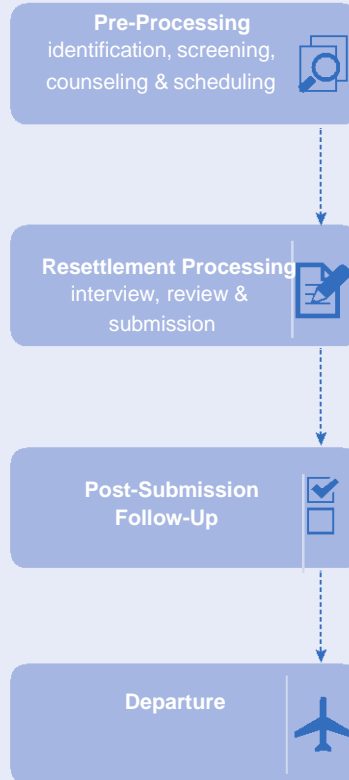 Pre-Processing
identification, screening,
counseling & scheduling
Resettlement Processing
interview, review &
submission
Post-Submission
Follow-Up
Departure